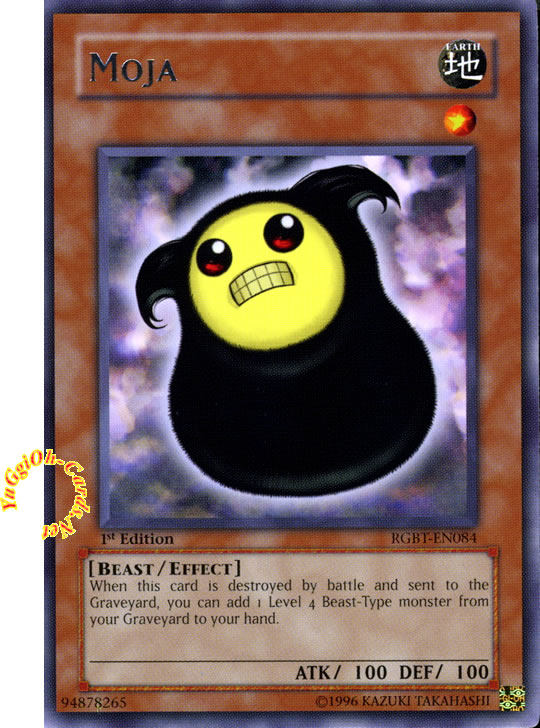 MOJA
EARTH
地
YuGgiOh-Cards.Net
1st Edition
RGBT-EN084
[BEAST/EFFECT]
When this card is destroyed by battle and sent to the
Graveyard, you can add 1 Level 4 Beast-Type monster from
your Graveyard to your hand.
ATK/ 100 DEF/ 100
94878265
©1996 KAZUKI TAKAHASHI